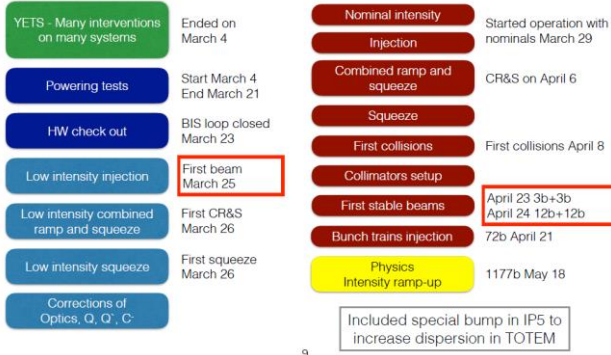 YETS - Many interventions
on many systems
Ended on
March 4
Powering tests
Start March 4
End March 21
HW check out
BIS loop closed
March 23
Low intensity injection
First beam
March 25
Low intensity combined
ramp and squeeze
First CR&S
March 26
Low intensity squeeze
First squeeze
March 26
Corrections of
Optics, Q, Q', C-
Nominal intensity
Injection
Started operation with
nominals March 29
Combined ramp and
squeeze
CR&S on April 6
Squeeze
First collisions
First collisions April 8
Collimators setup
First stable beams
April 23 3b+3b
April 24 12b+12b
Bunch trains injection
72b April 21
Physics
Intensity ramp-up
1177b May 18
Included special bump in IP5 to
increase dispersion in TOTEM
9